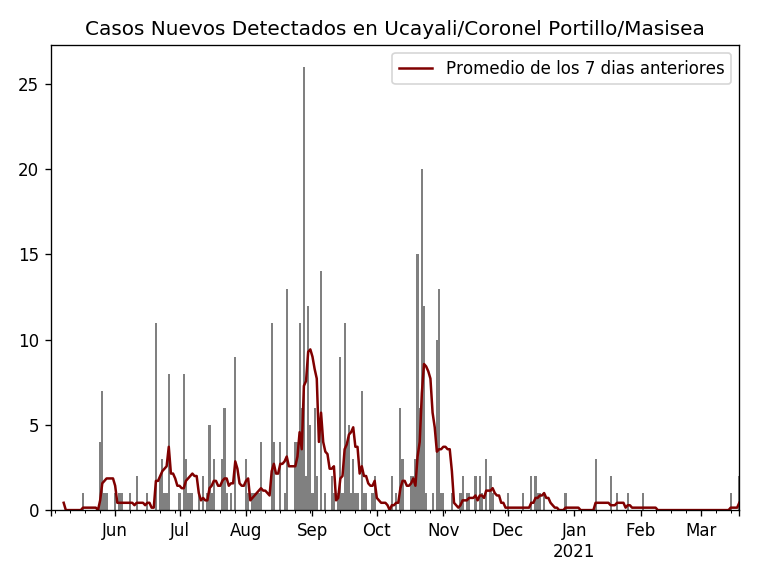 Casos Nuevos Detectados en Ucayali/Coronel Portillo/Masisea
Promedio de los 7 dias anteriores
25
20
15
10
5
0
Jun Jul Aug Sep Oct Nov Dec Jan Feb Mar
2021